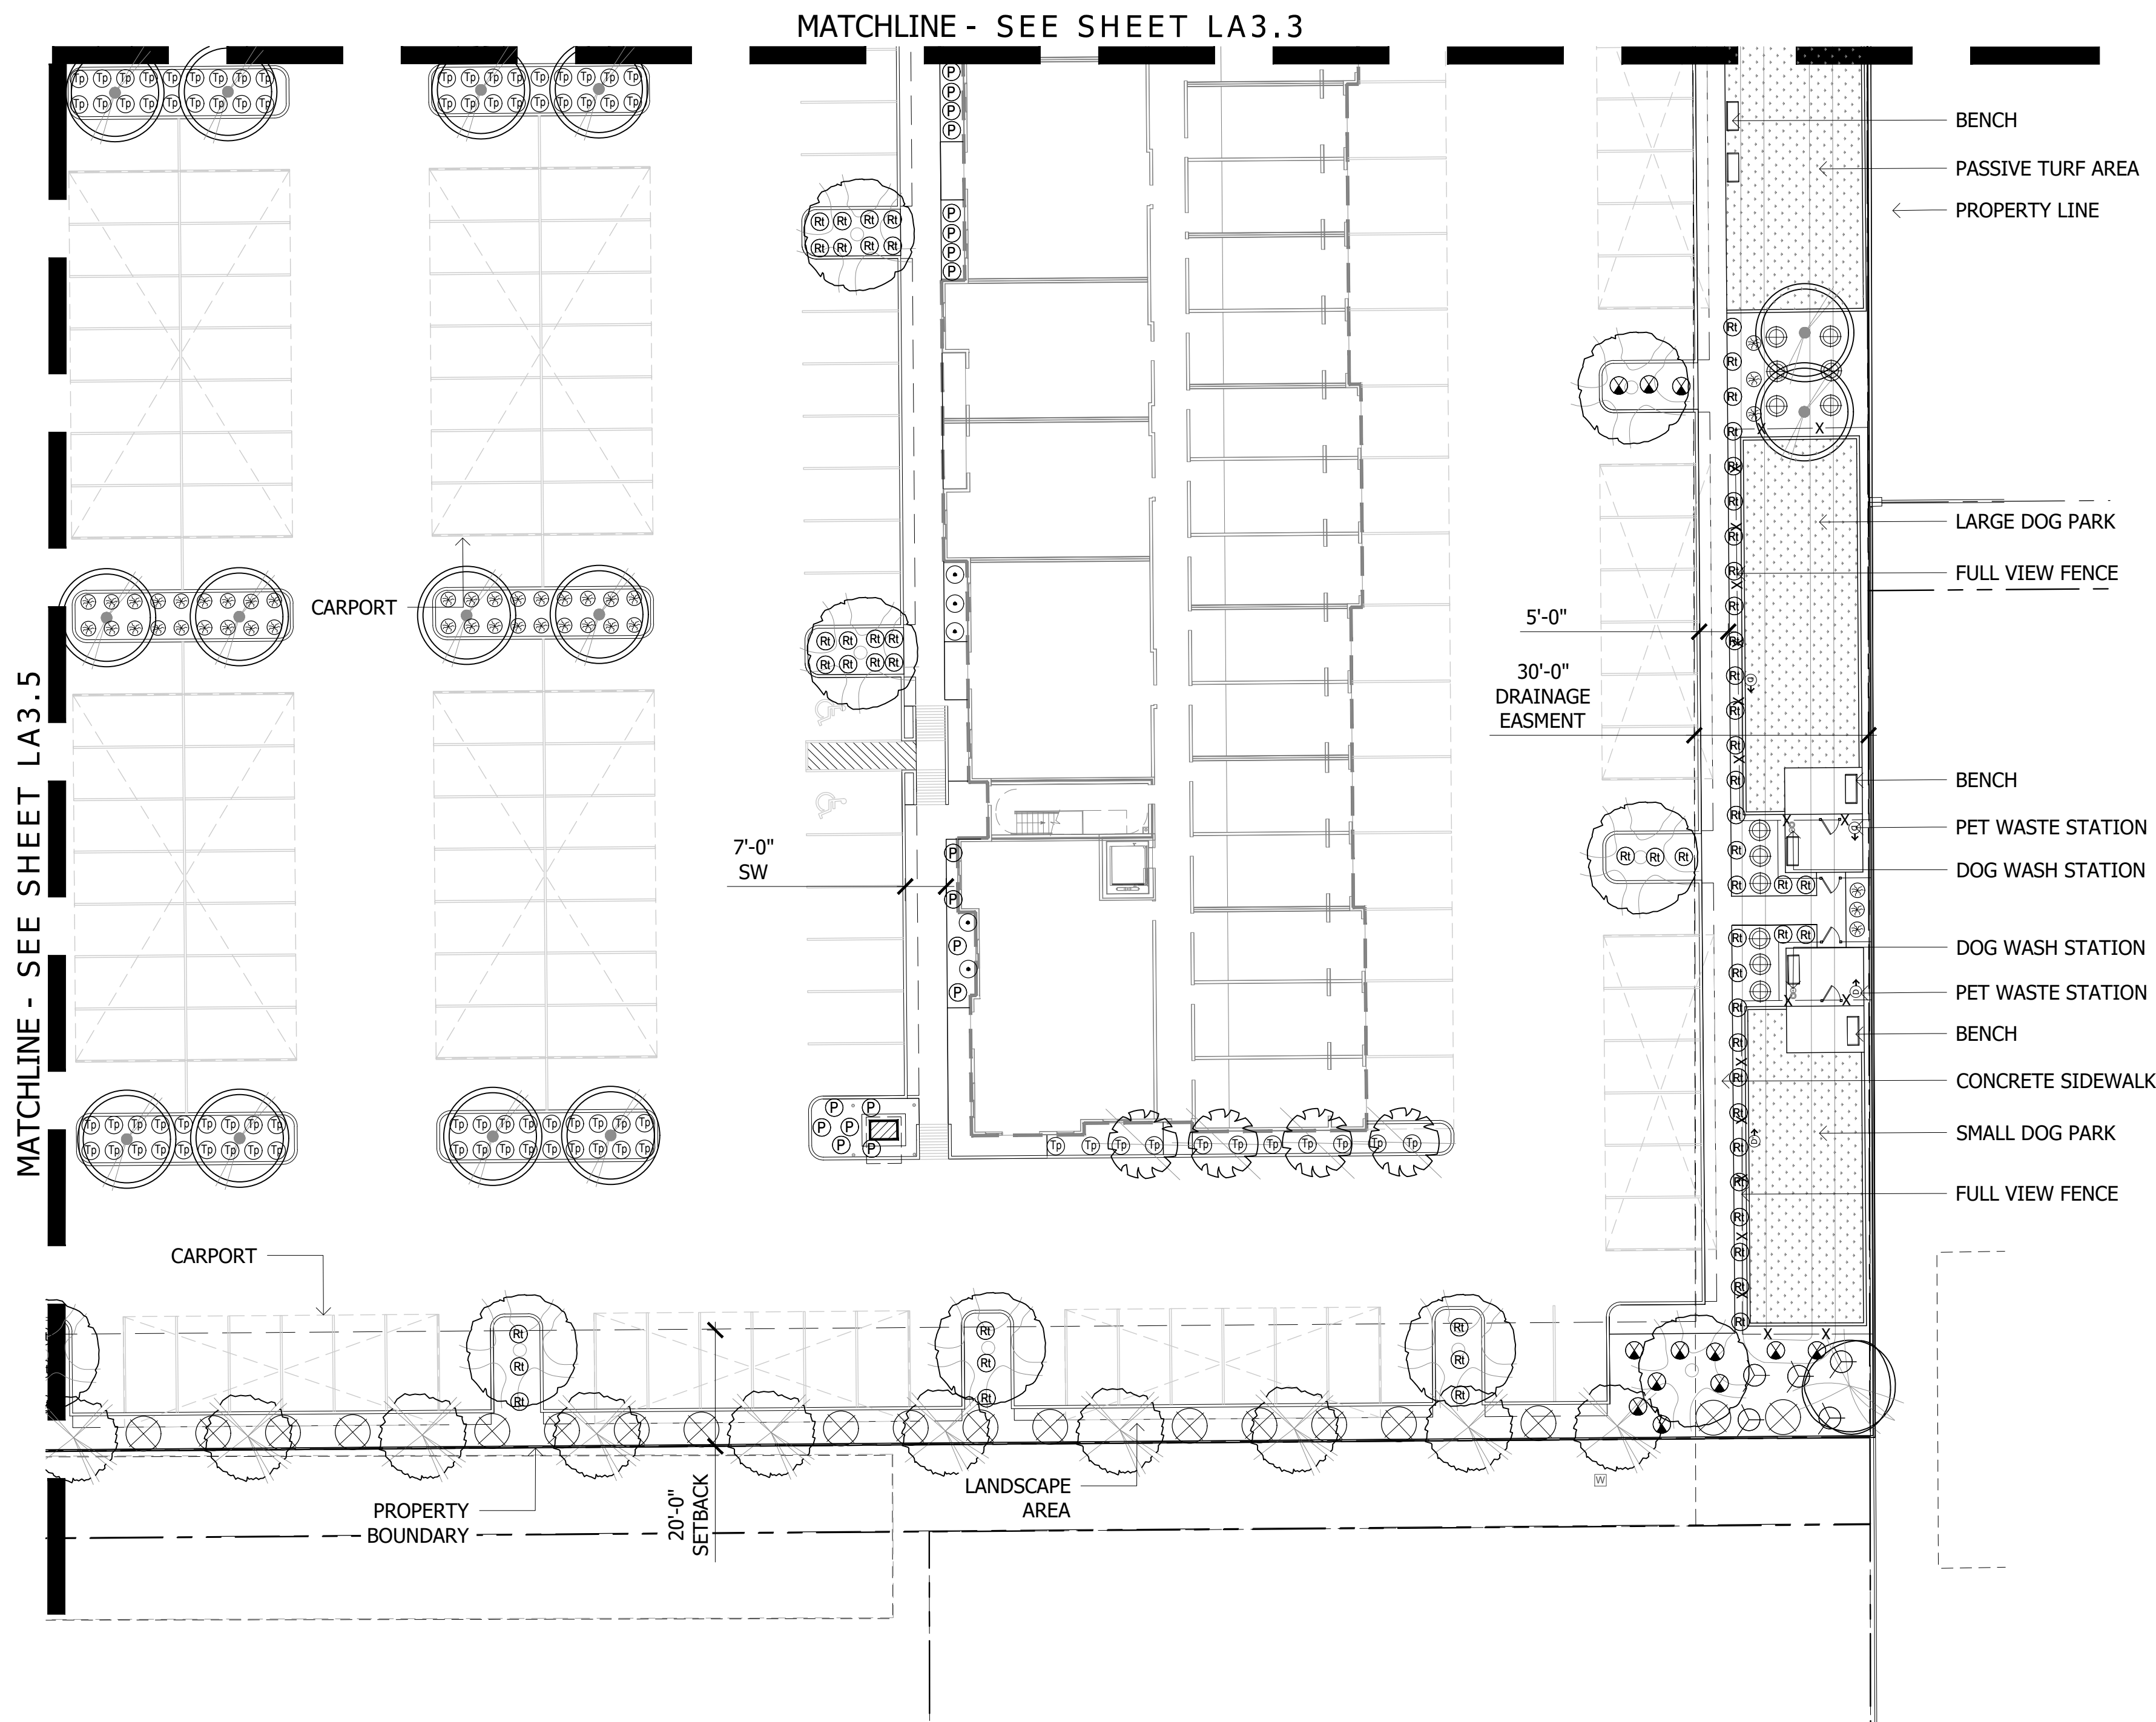 MATCHLINE - SEE SHEET LA3.3
BENCH
PASSIVE TURF AREA
PROPERTY LINE
LARGE DOG PARK
FULL VIEW FENCE
CARPORT
5'-0"
30'-0"
DRAINAGE
EASMENT
MATCHLINE - SEE SHEET LA3.5
BENCH
PET WASTE STATION
7'-0"
SW
DOG WASH STATION
DOG WASH STATION
PET WASTE STATION
BENCH
CONCRETE SIDEWALK
SMALL DOG PARK
FULL VIEW FENCE
CARPORT
LANDSCAPE
AREA
PROPERTY
BOUNDARY
20'-0"
SETBACK
W